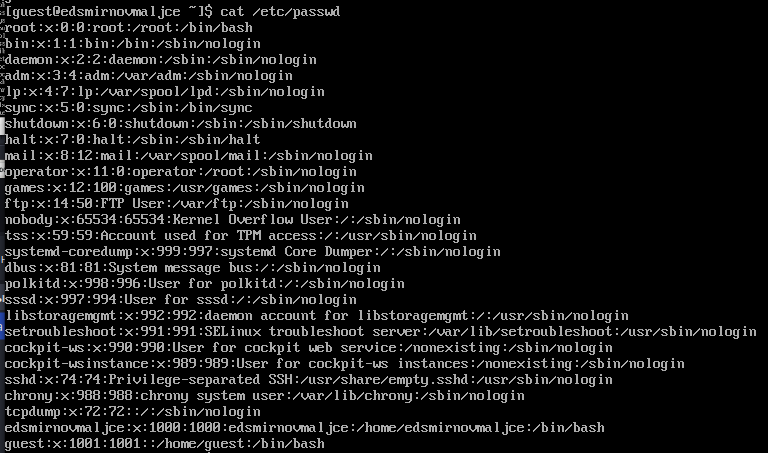 [guest@edsmirnovmaljce ~]$ cat /etc/passwd
root:x:0:0:root:/root:/bin/bash
bin:x:1:1:bin:/bin:/sbin/nologin
daemon:x:2:2:daemon:/sbin:/sbin/nologin
adm:x:3:4:adm:/var/adm:/sbin/nologin
lp:x:4:7:lp:/var/spool/lpd:/sbin/nologin
sync:x:5:0:sync:/sbin:/bin/sync
shutdown:x:6:0:shutdown:/sbin:/sbin/shutdown
halt:x:7:0:halt:/sbin:/sbin/halt
mail:x:8:12:mail:/var/spool/mail:/sbin/nologin
operator:x:11:0:operator:/root:/sbin/nologin
games:x:12:100:games:/usr/games:/sbin/nologin
ftp:x:14:50:FTP User:/var/ftp:/sbin/nologin
nobody:x:65534:65534:Kernel Overflow User:/:/sbin/nologin
tss:x:59:59:Account used for TPM access:/:/usr/sbin/nologin
systemd-coredump:x:999:997:systemd Core Dumper:/:/sbin/nologin
dbus:x:81:81:System message bus:/:/sbin/nologin
polkitd:x:998:996:User for polkitd:/:/sbin/nologin
sssd:x:997:994:User for sssd:/:/sbin/nologin
libstoragemgmt:x:992:992:daemon account for libstoragemgmt:/:/usr/sbin/nologin
setroubleshoot:x:991:991:SELinux troubleshoot server:/var/lib/setroubleshoot:/usr/sbin/nologin
cockpit-ws:x:990:990:User for cockpit web service:/nonexisting:/sbin/nologin
cockpit-wsinstance:x:989:989:User for cockpit-ws instances:/nonexisting:/sbin/nologin
sshd:x:74:74:Privilege-separated SSH:/usr/share/empty.sshd:/usr/sbin/nologin
chrony:x:988:988:chrony system user:/var/lib/chrony:/sbin/nologin
tcpdump:x:72:72::/:/sbin/nologin
edsmirnovmaljce:x:1000:1000:edsmirnovmaljce:/home/edsmirnovmaljce:/bin/bash
guest:x:1001:1001::/home/guest:/bin/bash